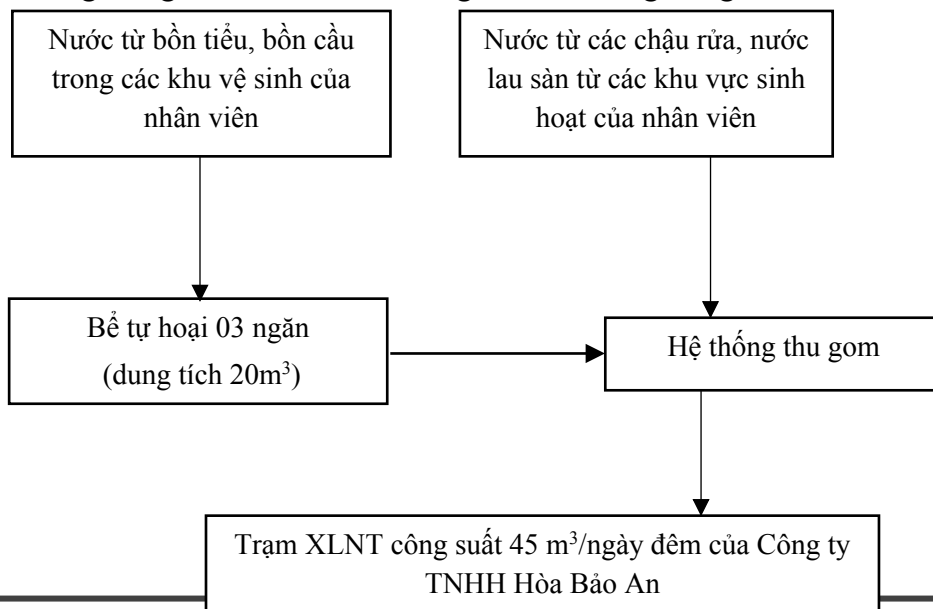 Nước từ bồn tiểu, bồn cầu
trong các khu vệ sinh của
nhân viên
Nước từ các chậu rửa, nước
lau sàn từ các khu vực sinh
hoạt của nhân viên
Bể tự hoại 03 ngăn
(dung tích 20m³)
Hệ thống thu gom
Trạm XLNT công suất 45 m³/ngày đêm của Công ty
TNHH Hòa Bảo An